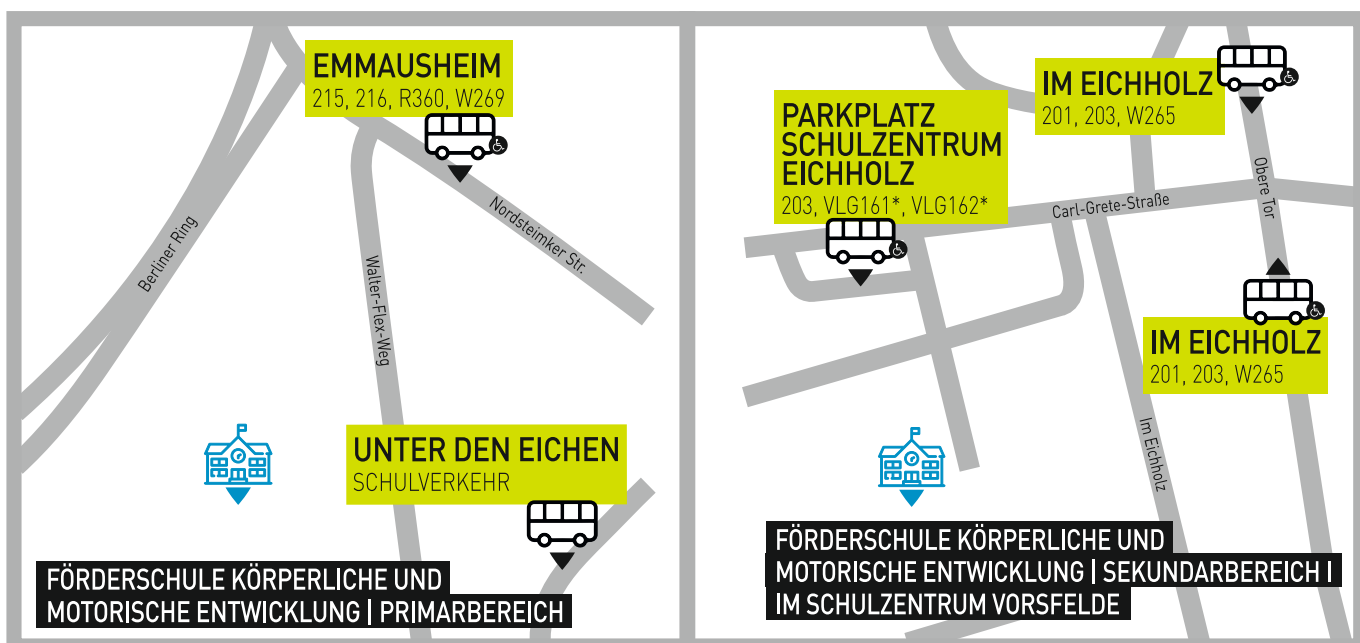 EMMAUSHEIM
215, 216, R360, W269
Berliner Ring
Nordsteimker Str.
Walter-Flex-Weg
UNTER DEN EICHEN
SCHULVERKEHR
FÖRDERSCHULE KÖRPERLICHE UND
MOTORISCHE ENTWICKLUNG | PRIMARBEREICH
IM EICHHOLZ
201, 203, W265
PARKPLATZ
SCHULZENTRUM
EICHHOLZ
203, VLG161*, VLG162*
Carl-Grete-Straße
Obere Tor
IM EICHHOLZ
201, 203, W265
Im Eichholz
FÖRDERSCHULE KÖRPERLICHE UND
MOTORISCHE ENTWICKLUNG | SEKUNDARBEREICH I
IM SCHULZENTRUM VORSFELDE